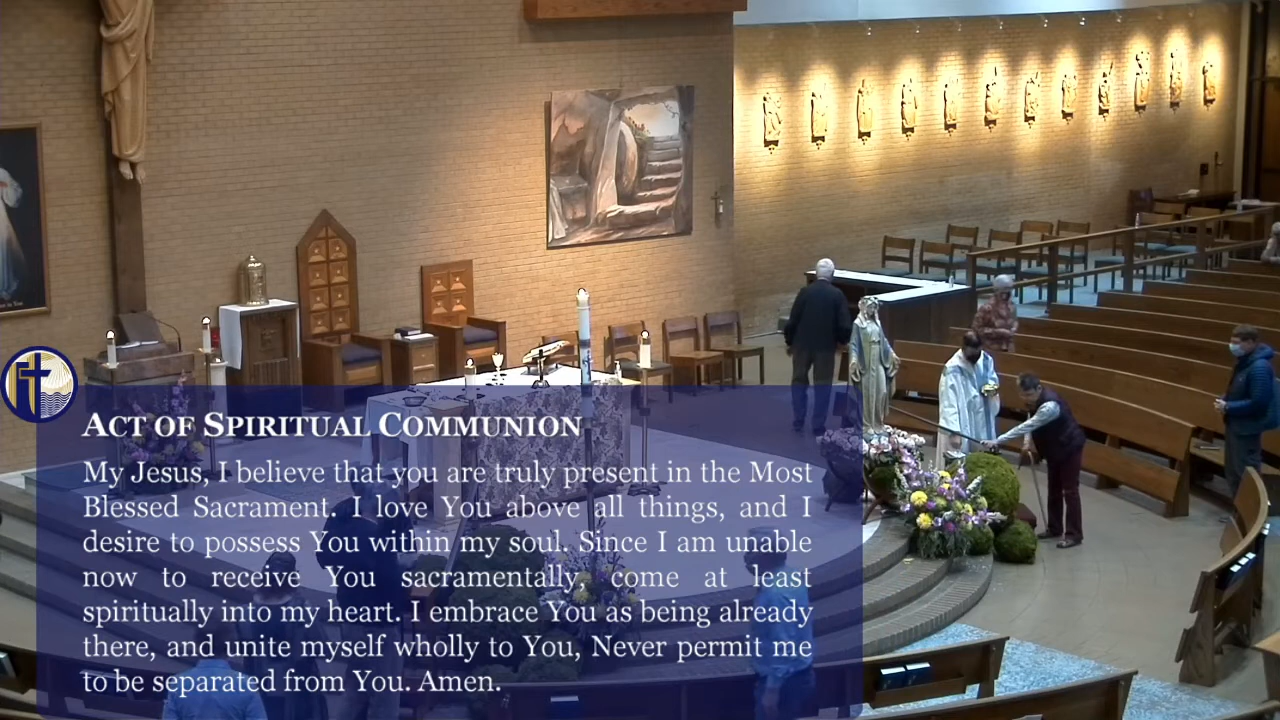 ACT OF SPIRITUAL COMMUNION
My Jesus, I believe that you are truly present in the Most
Blessed Sacrament. I love You above all things, and I
desire to possess You within my soul. Since I am unable
now to receive You sacramentally, come at least
spiritually into my heart. I embrace You as being already
there, and unite myself wholly to You, Never permit me
to be separated from You. Amen.